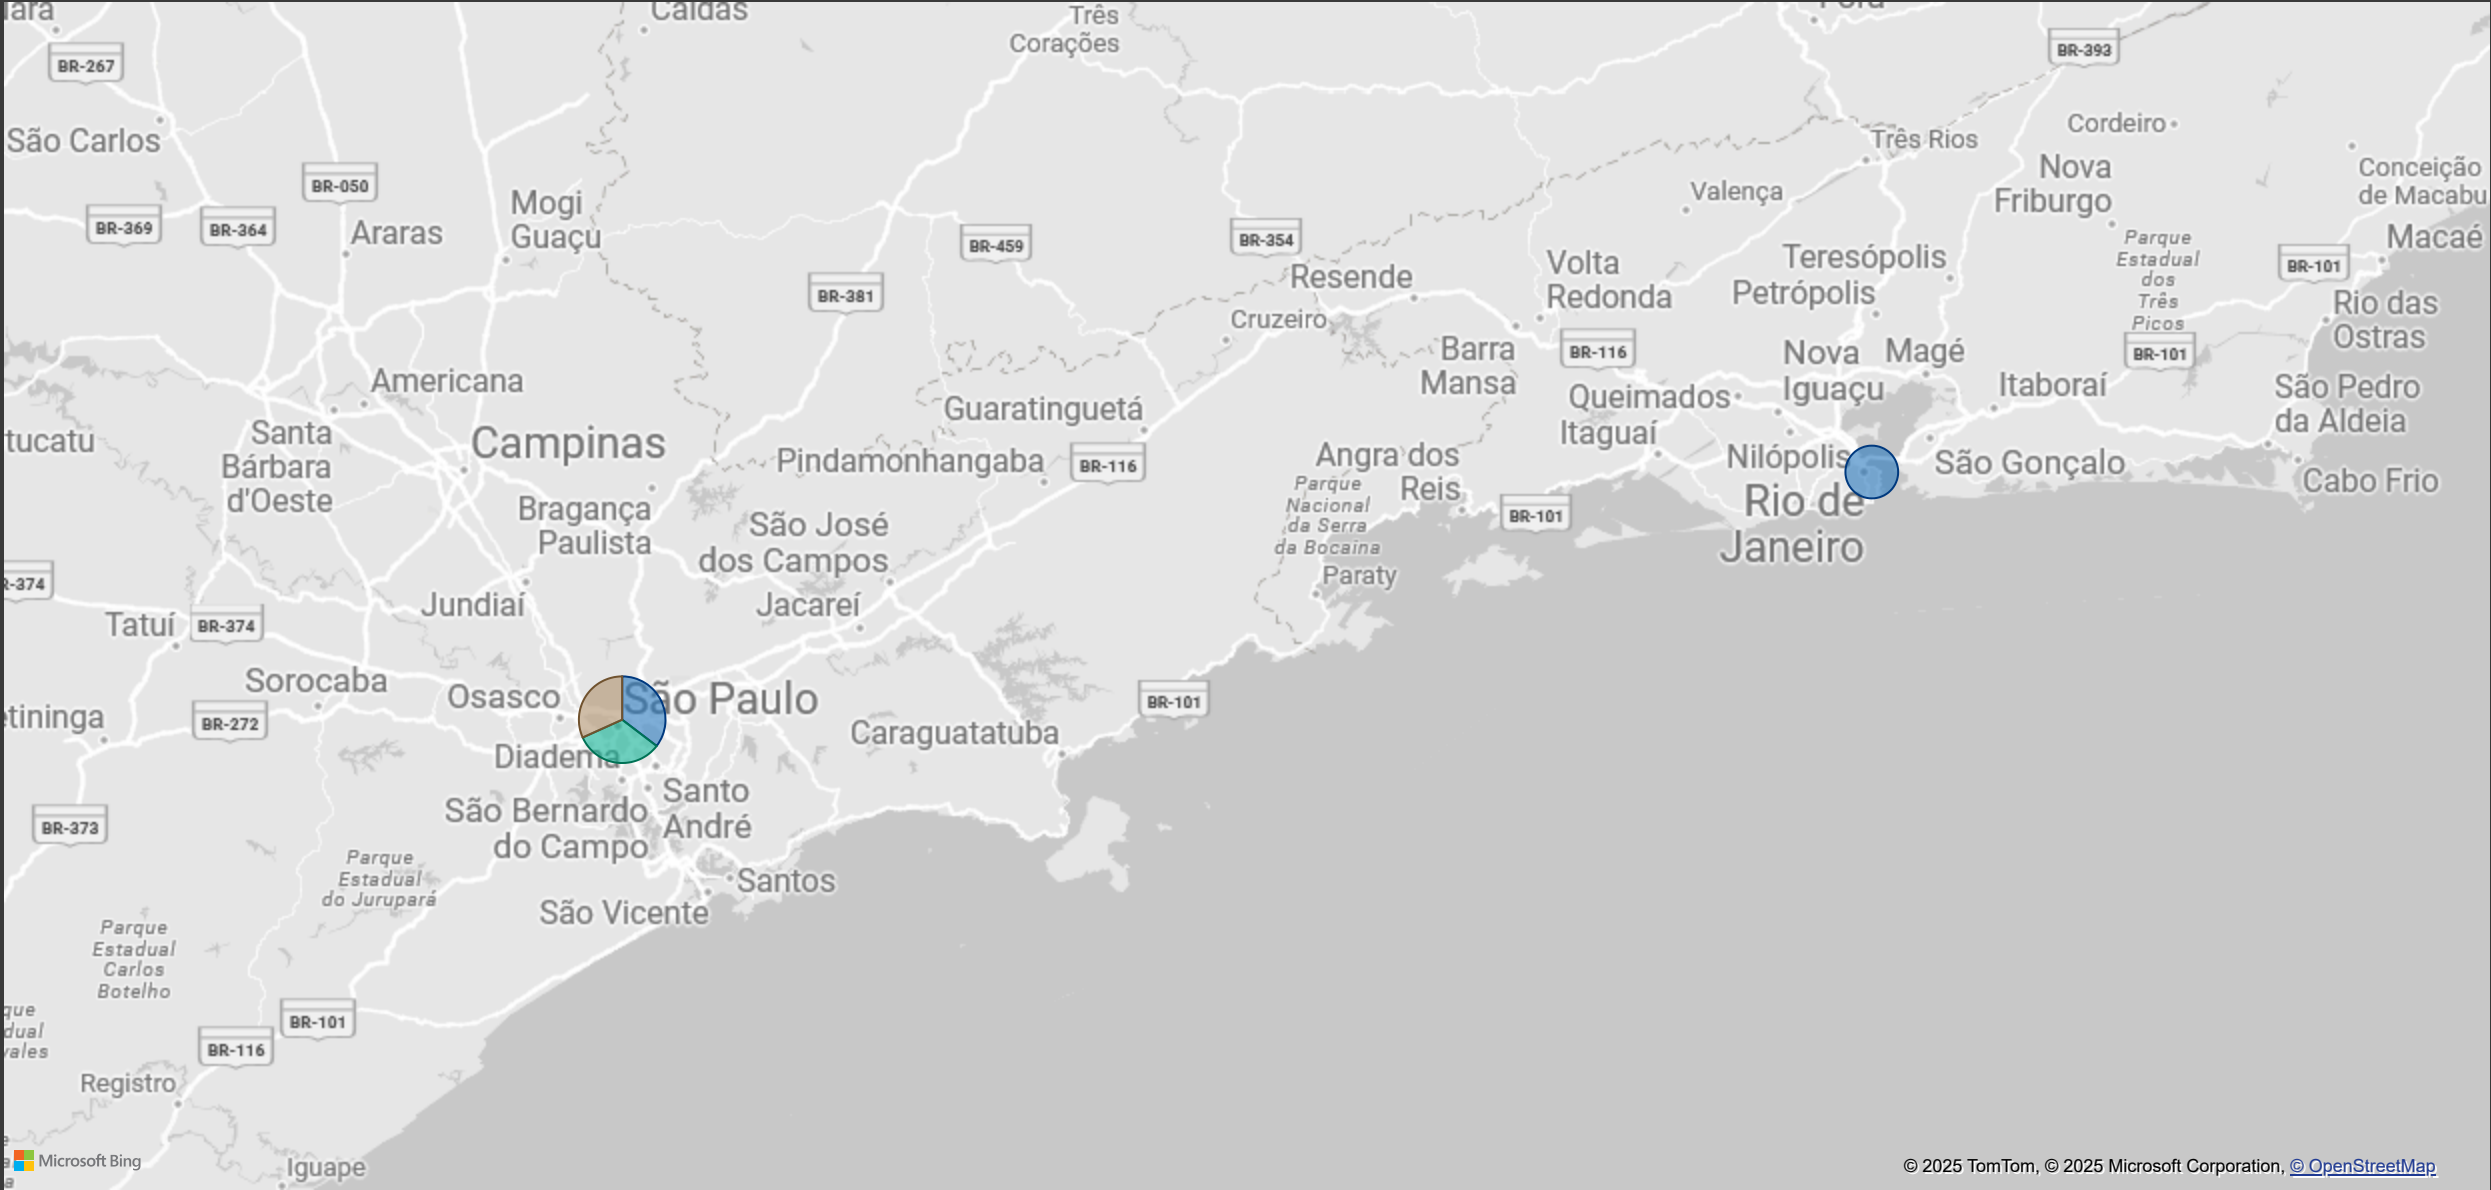 Caldas
Três
Corações
BR-393
BR-267
São Carlos
Cordeiro
Três Rios
BR-050
Nova
Friburgo
Conceição
de Macabu
Valença
Mogi
Guaçu
BR-369
BR-364
Araras
BR-459
BR-354
Parque
Estadual
dos
Três
Picos
Macaé
BR-101
Volta
Redonda
Teresópolis
Petrópolis
Resende
BR-381
Cruzeiro
Rio das
Ostras
Barra
Mansa
BR-116
Nova
Iguaçu
Magé
BR-101
Americana
Queimados
Itaboraí
São Pedro
da Aldeia
Guaratinguetá
Santa
Bárbara
d'Oeste
tucatu
Campinas
Itaguaí
Pindamonhangaba
BR-116
Angra dos
Reis
Nilópolis
São Gonçalo
Cabo Frio
Parque
Nacional
da Serra
da Bocaina
Rio de
Janeiro
BR-101
Bragança
Paulista
São José
dos Campos
Paraty
R-374
Jundiaí
Jacareí
Tatuí
BR-374
Sorocaba
Osasco
São Paulo
BR-101
etininga
BR-272
Caraguatatuba
Diadema
Santo
André
São Bernardo
do Campo
BR-373
Parque
Estadual
do Jurupará
Santos
São Vicente
Parque
Estadual
Carlos
Botelho
que
dual
vales
BR-101
BR-116
Registro
Iguape
Microsoft Bing
© 2025 TomTom, © 2025 Microsoft Corporation, © OpenStreetMap